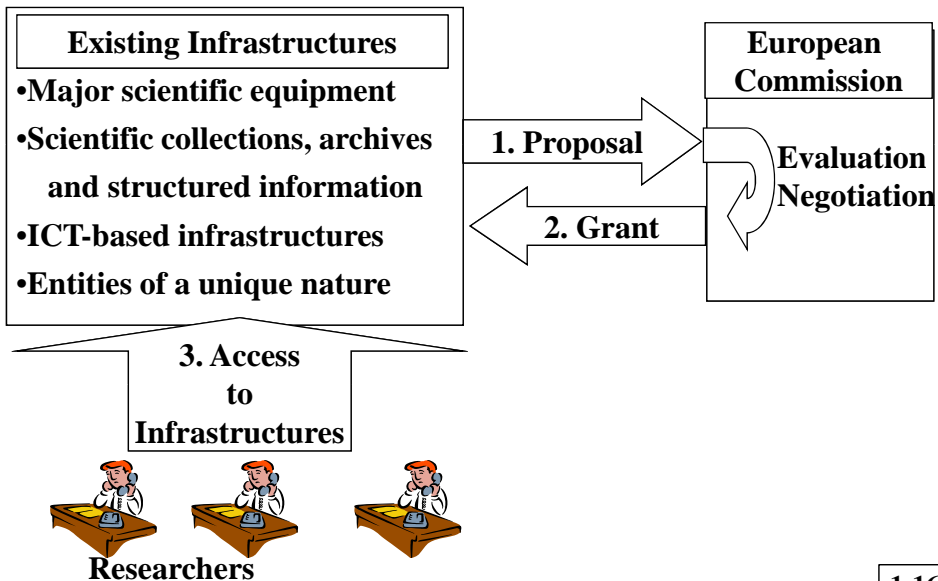 Existing Infrastructures
•Major scientific equipment
•Scientific collections, archives
and structured information
•ICT-based infrastructures
•Entities of a unique nature
1. Proposal
2. Grant
European
Commission
Evaluation
Negotiation
3. Access
to
Infrastructures
Researchers